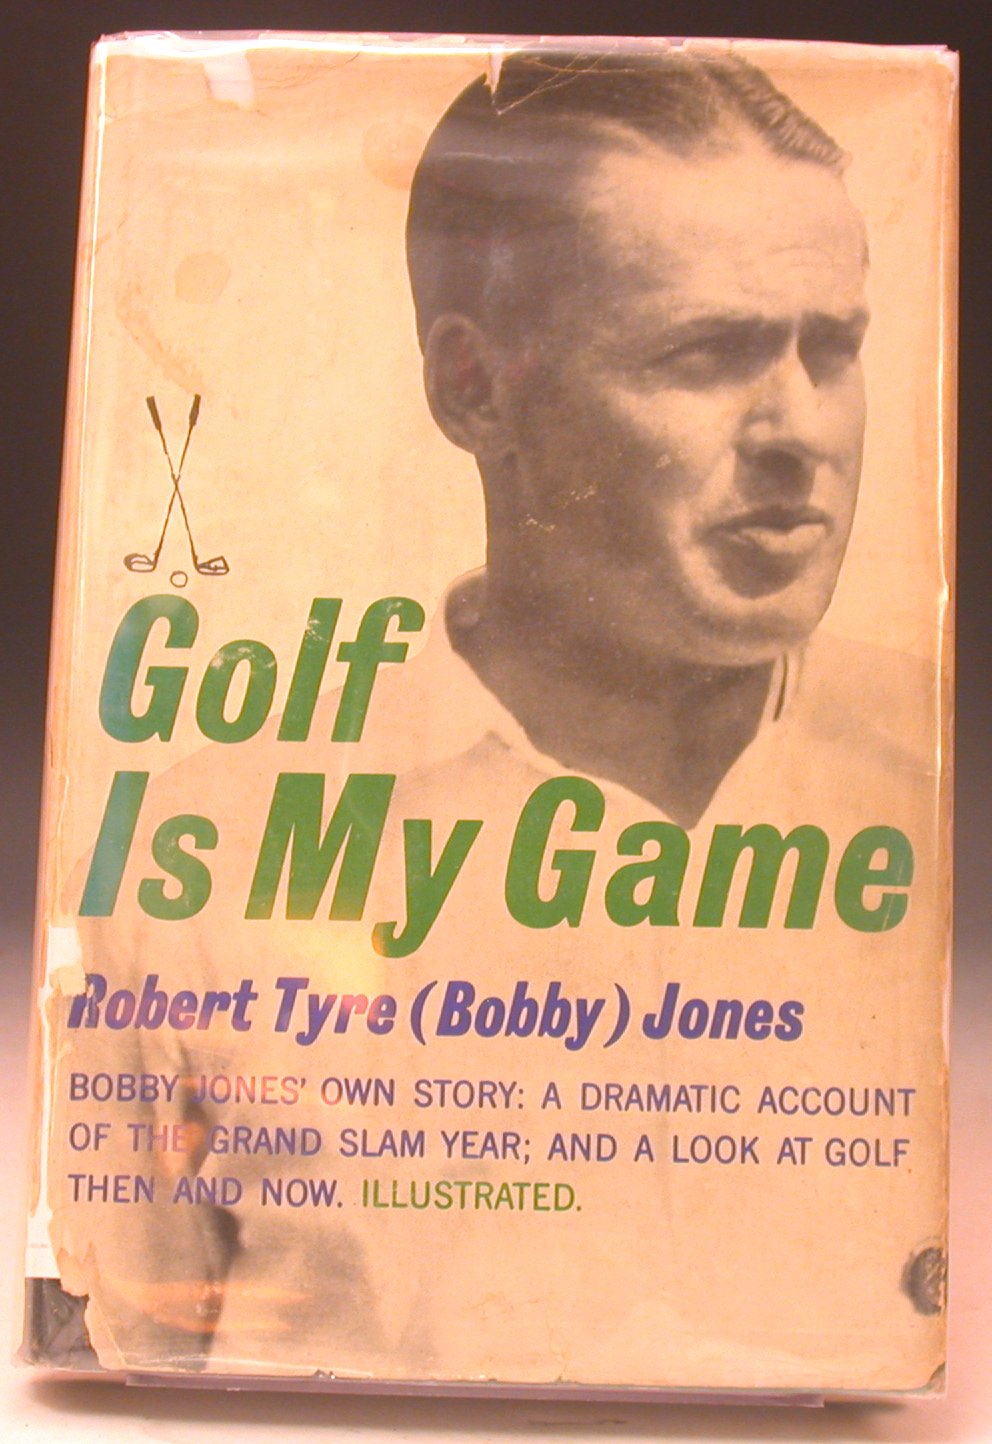 Golf
Is My Game
Robert Tyre (Bobby) Jones
BOBBY JONES' OWN STORY: A DRAMATIC ACCOUNT
OF THE GRAND SLAM YEAR; AND A LOOK AT GOLF
THEN AND NOW. ILLUSTRATED.